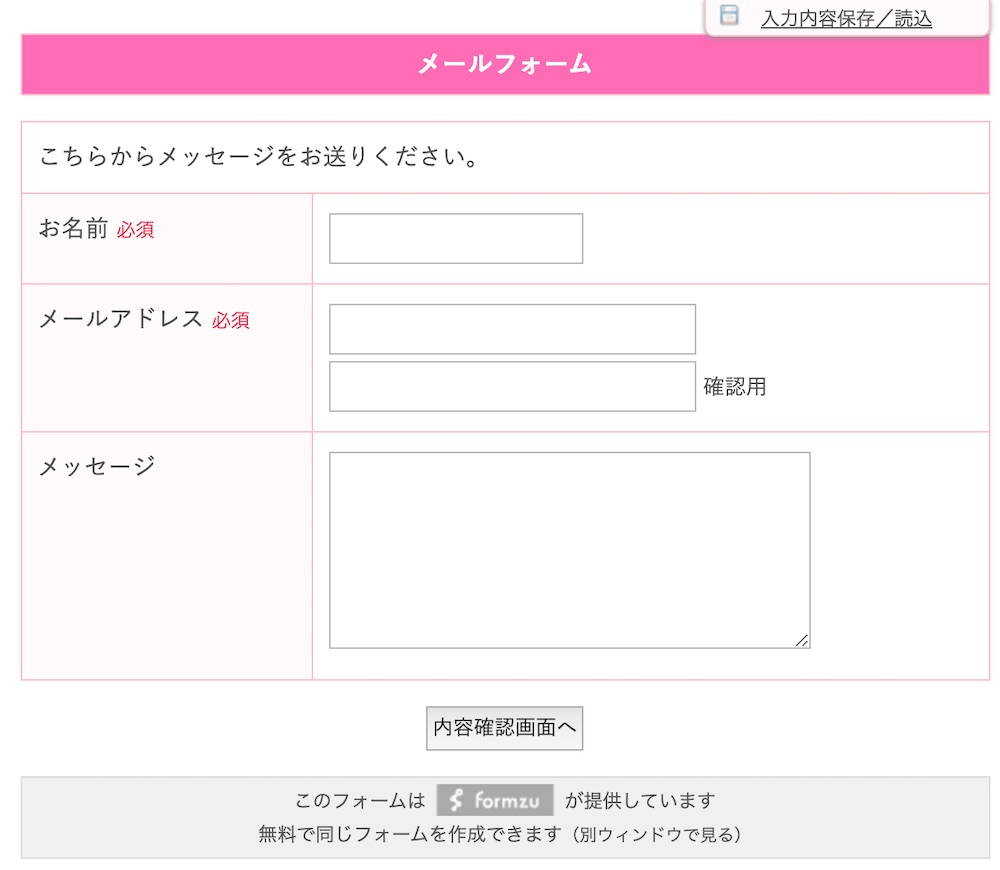 入力内容保存／読込
メールフォーム
こちらからメッセージをお送りください。
お名前 必須
メールアドレス 必須
確認用
メッセージ
内容確認画面へ
このフォームは formzu が提供しています
無料で同じフォームを作成できます（別ウィンドウで見る）